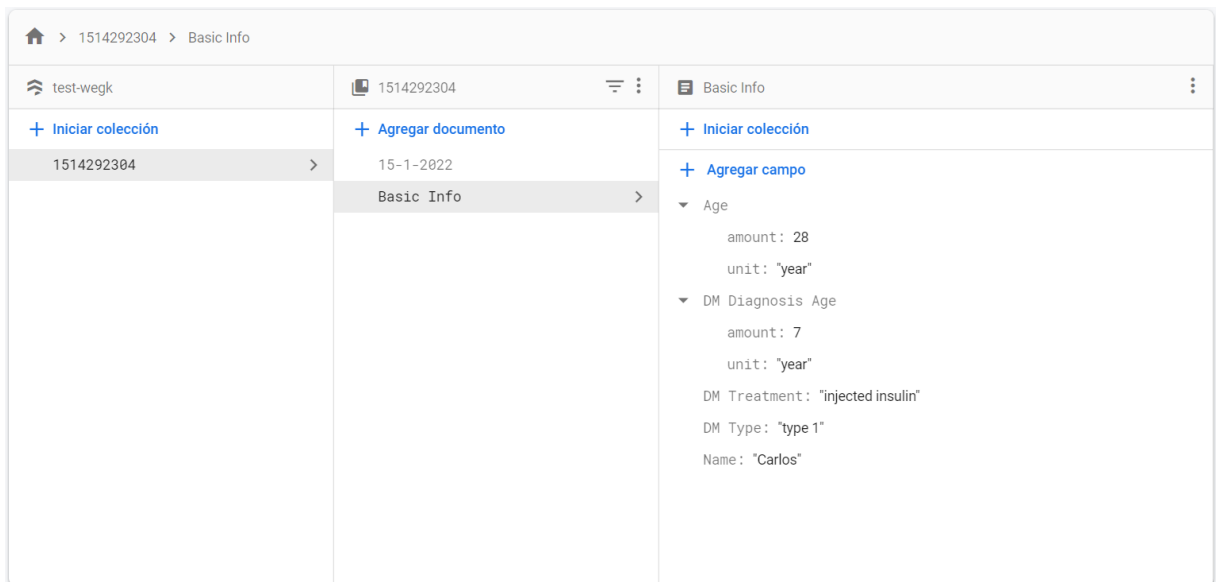 1514292304 > Basic Info
test-wegk
1514292304
Basic Info
+ Iniciar colección
+ Agregar documento
+ Iniciar colección
1514292304
15-1-2022
Basic Info
+ Agregar campo
Age
amount: 28
unit: "year"
DM Diagnosis Age
amount: 7
unit: "year"
DM Treatment: "injected insulin"
DM Type: "type 1"
Name: "Carlos"